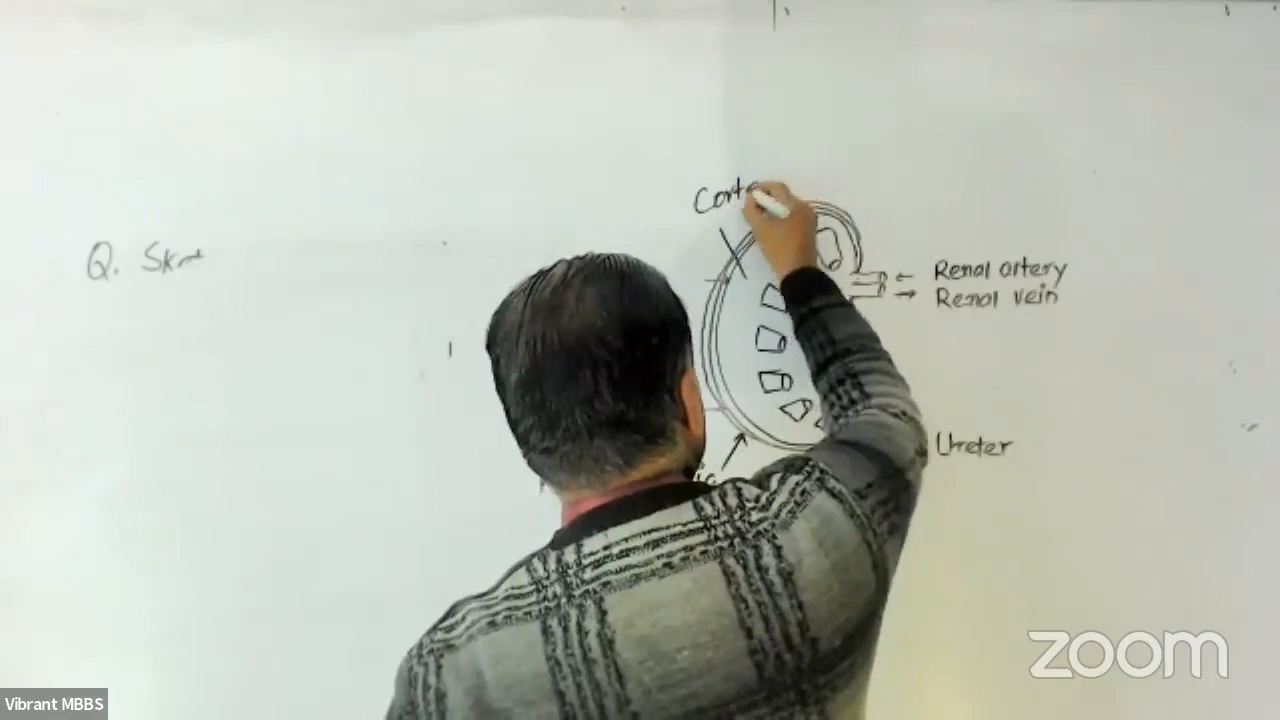 Corte
Q. Sk
Renal artery
Renal vein
Ureter
zoom
Vibrant MBBS